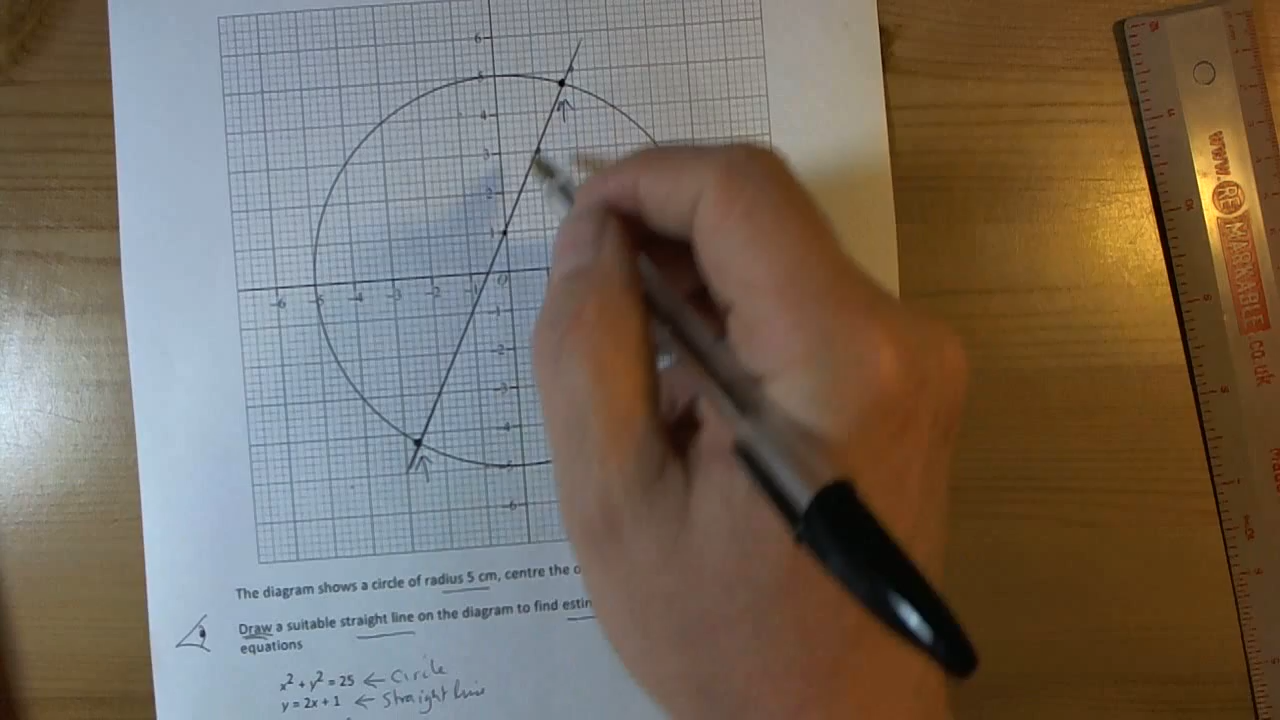 6
5
4
3
2
1
-6 -5 -4 -3 -2 -1 O
-1
-2
-3
-4
-5
-6
The diagram shows a circle of radius 5 cm, centre the o
Draw a suitable straight line on the diagram to find estin
equations
x² + y² = 25 ← Circle
y = 2x + 1 ← Straight line
www.REMARKABLE.co.uk